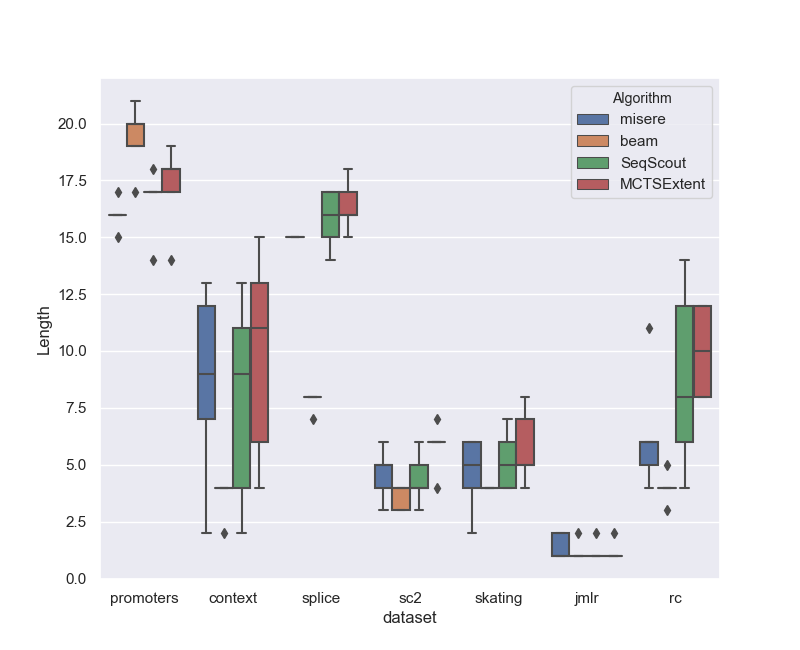 Algorithm
misere
beam
SeqScout
MCTSExtent
Length
20.0
17.5
15.0
12.5
10.0
7.5
5.0
2.5
0.0
promoters context splice sc2 skating jmlr rc
dataset